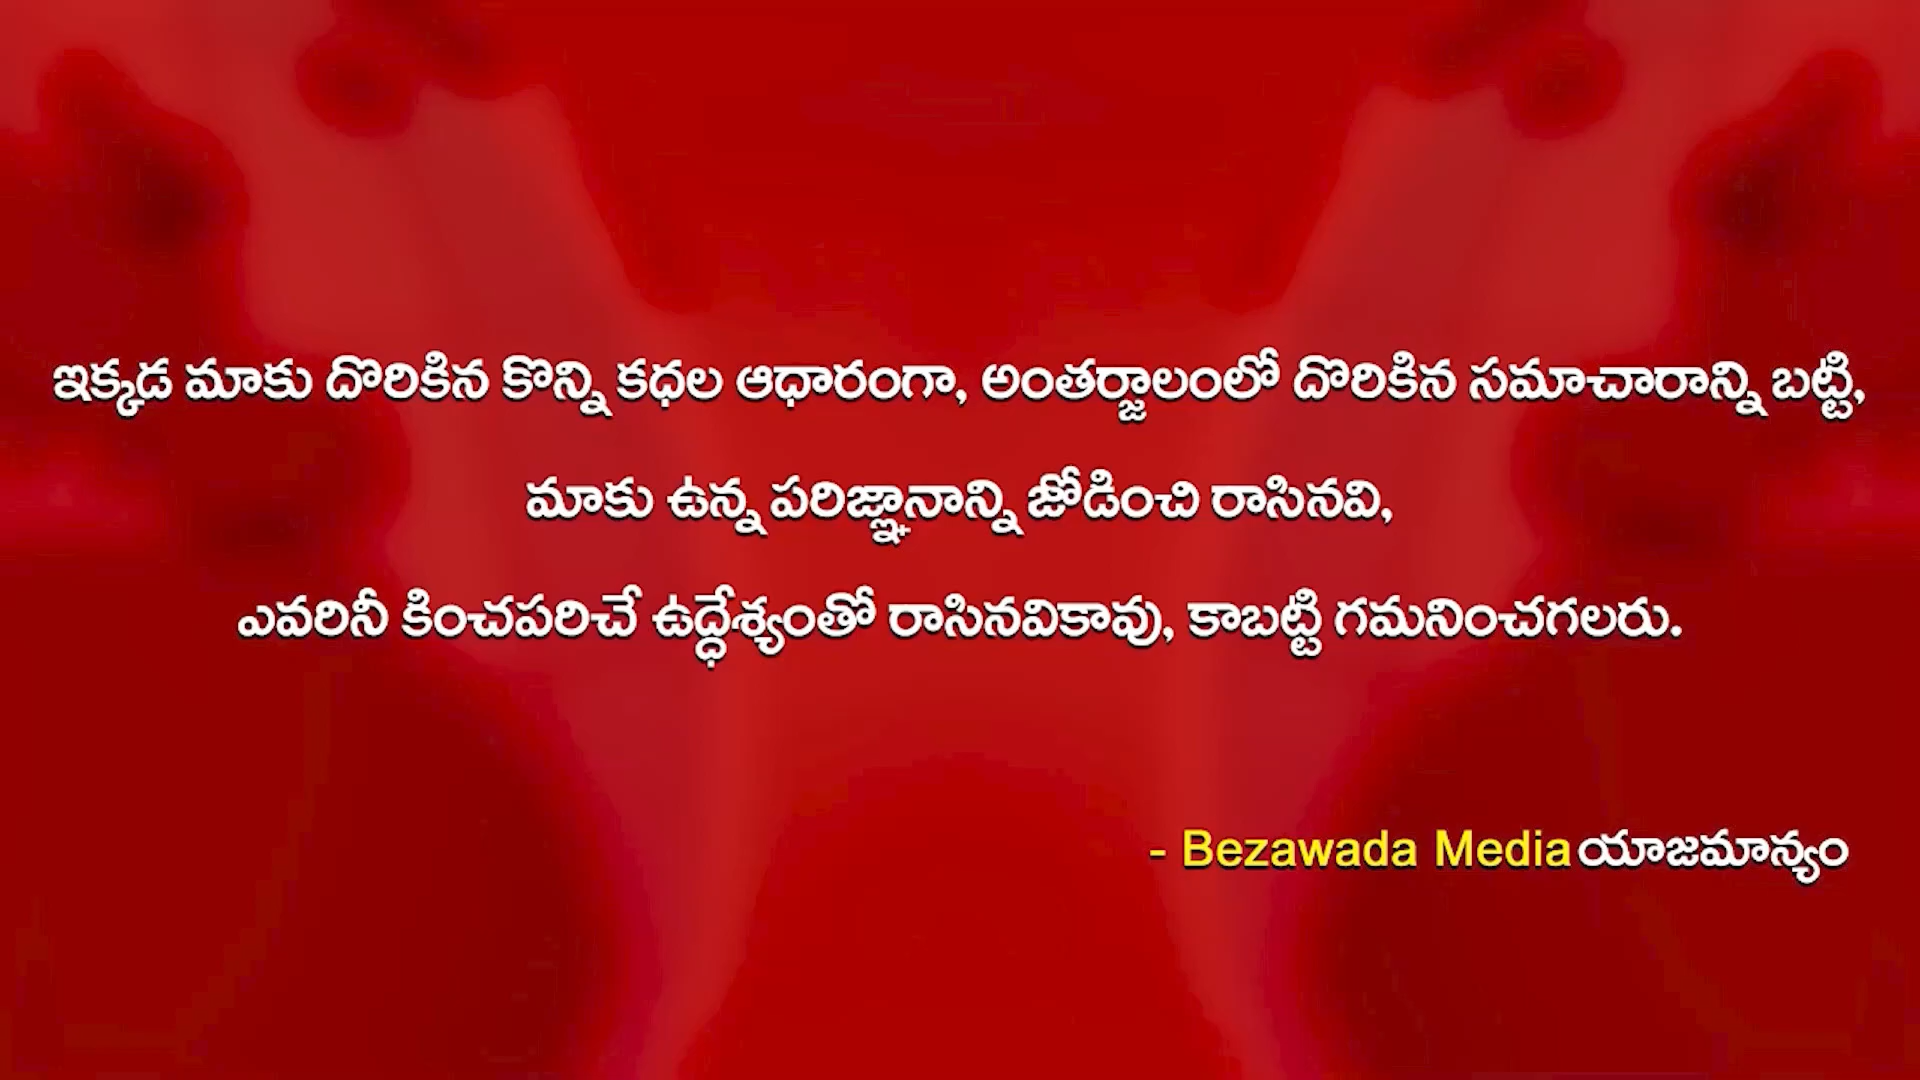 ఇక్కడ మాకు దొరికిన కొన్ని కధల ఆధారంగా, అంతర్జాలంలో దొరికిన సమాచారాన్ని బట్టి,
మాకు ఉన్న పరిజ్ఞానాన్ని జోడించి రాసినవి,
ఎవరినీ కించపరిచే ఉద్ధేశ్యంతో రాసినవికావు, కాబట్టి గమనించగలరు.
- Bezawada Media యాజమాన్యం